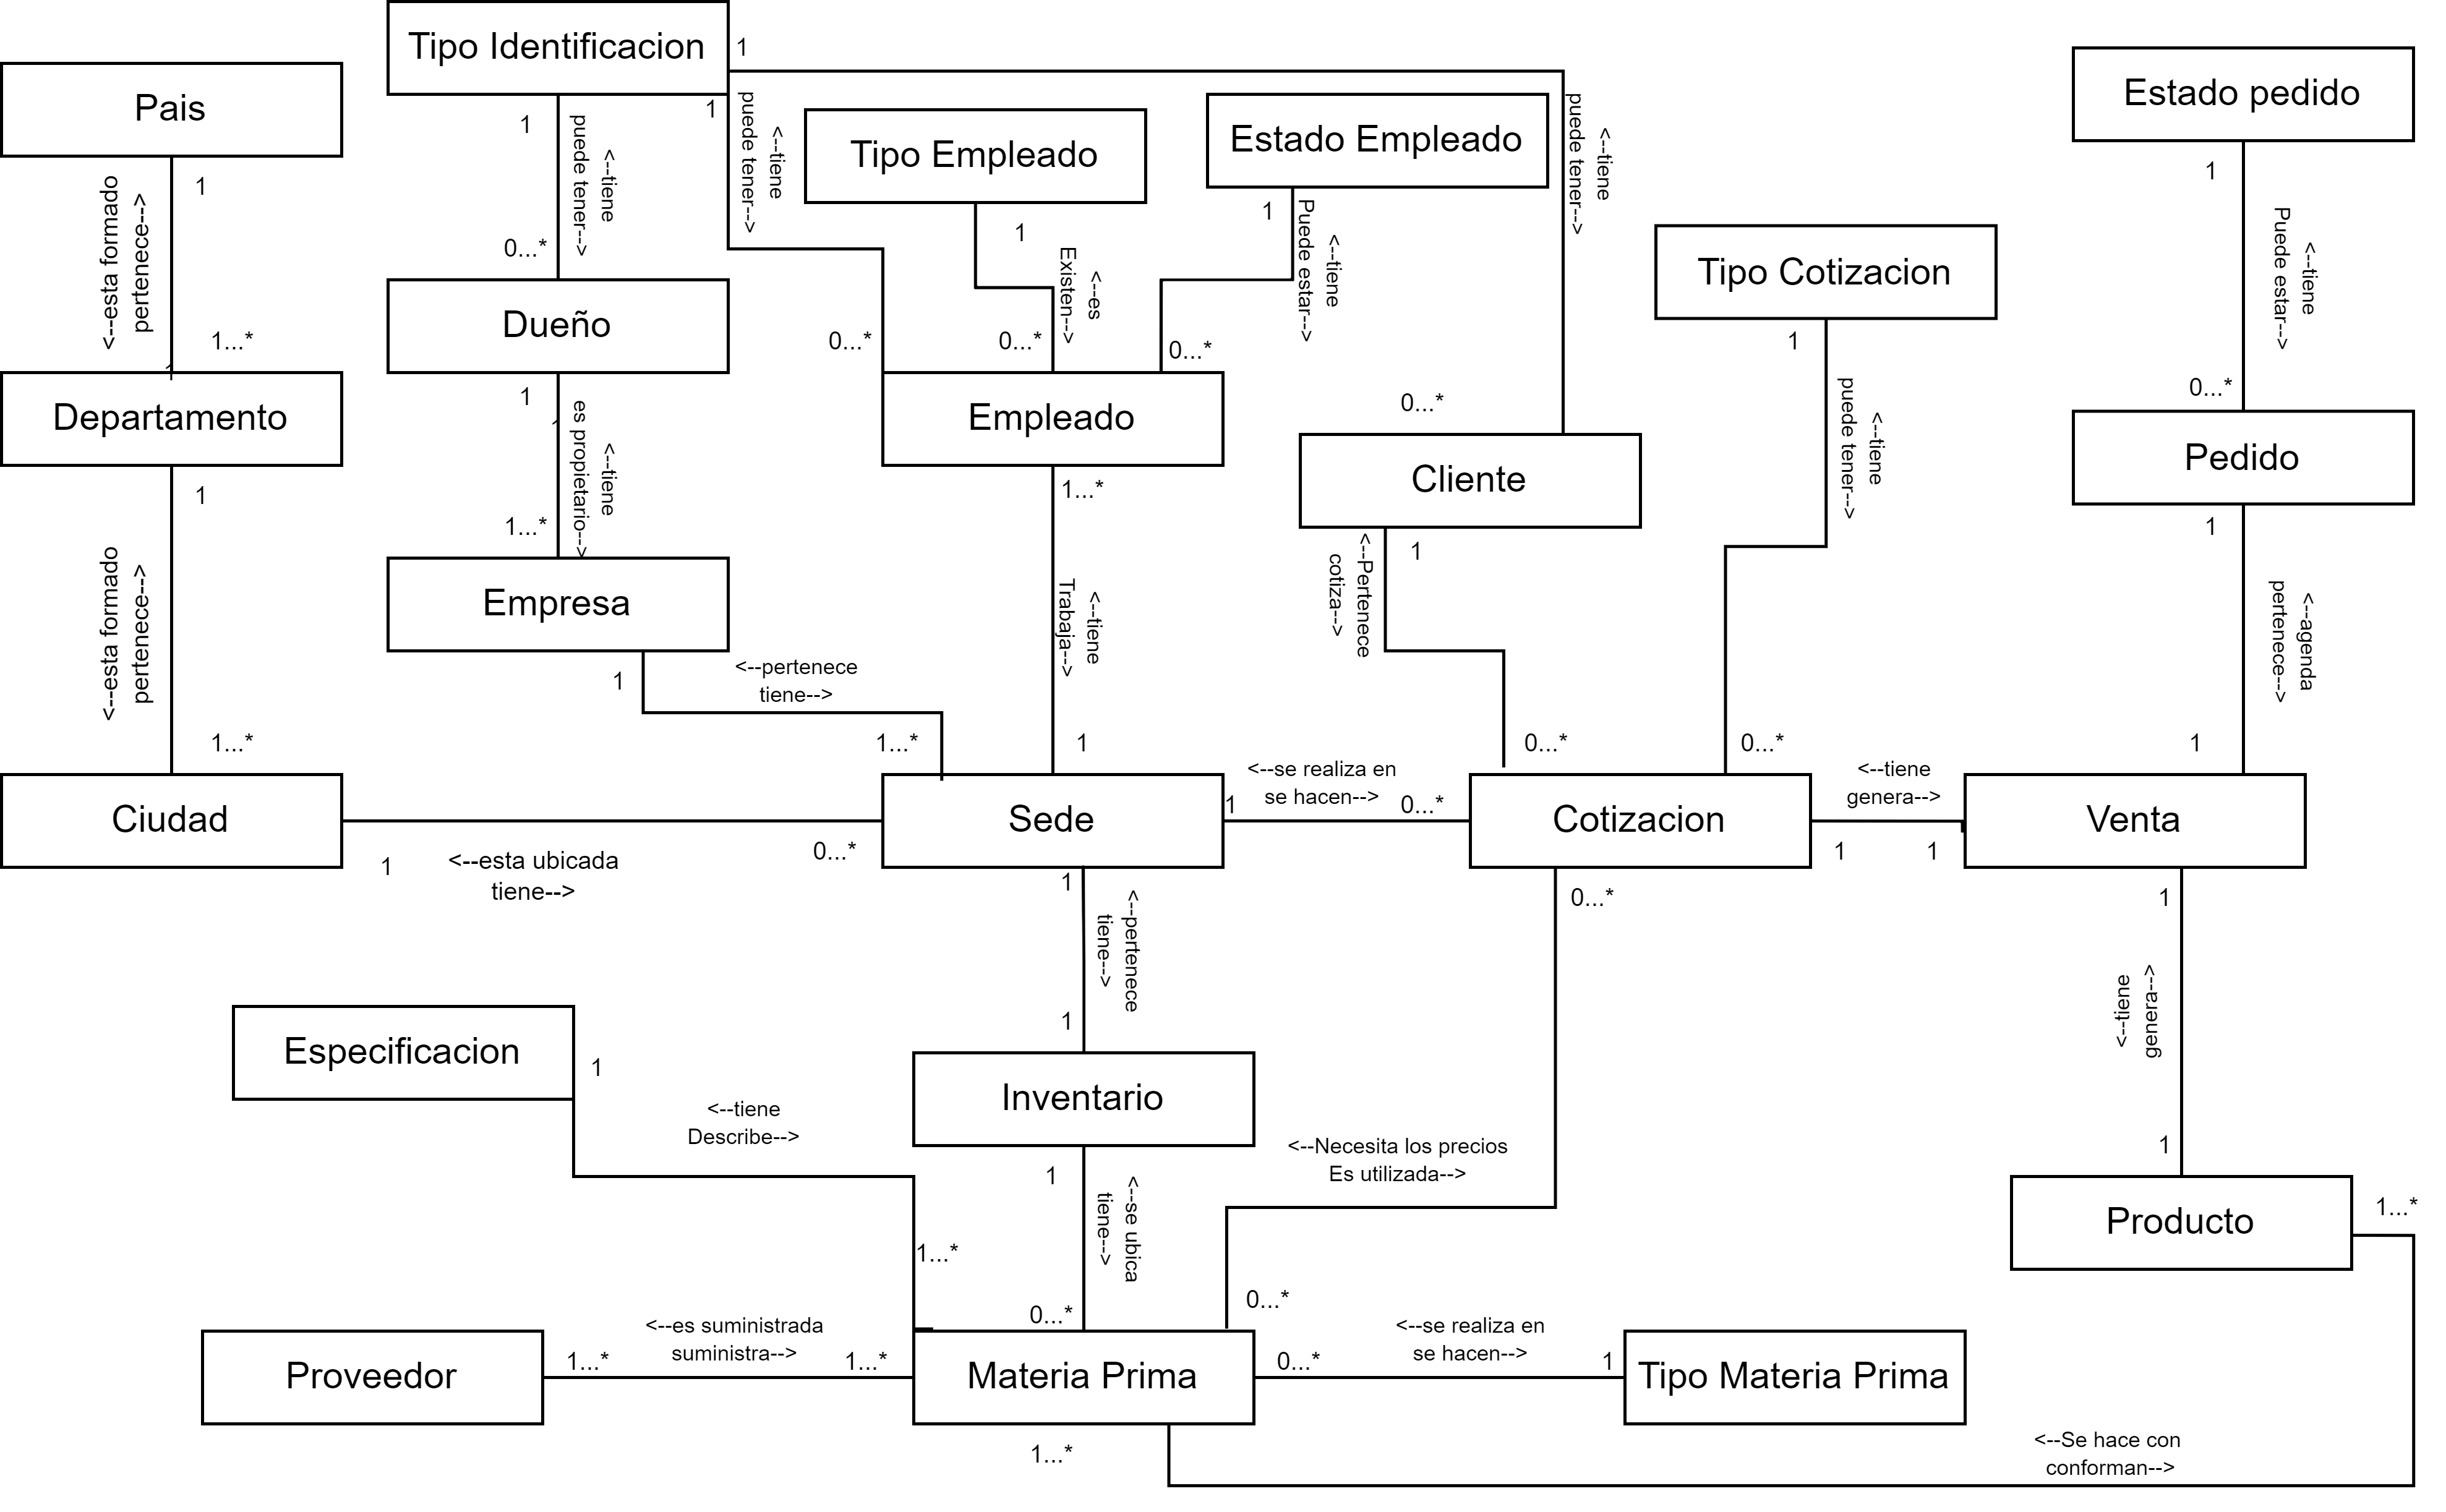 Tipo Identificacion
1
Pais
Estado pedido
1
1
puede tener-->
<--tiene
puede tener-->
<--tiene
Tipo Empleado
Estado Empleado
puede tener-->
<--tiene
1
1
<--esta formado
pertenece-->
1
1
Puede estar-->
<--tiene
Puede estar-->
<--tiene
0...*
1
Existen-->
<--es
Tipo Cotizacion
Dueño
1...*
0...*
0...*
0...*
1
0...*
1
1
puede tener-->
<--tiene
0...*
Departamento
Empleado
Cliente
Pedido
1
es propietario-->
<--tiene
1
1...*
1...*
1
1
<--Pertenece
cotiza-->
<--esta formado
pertenece-->
Empresa
Trabaja-->
<--tiene
<--agenda
pertenece-->
1
<--pertenece
tiene-->
1...*
1...*
1
0...*
0...*
1
Ciudad
Sede
<--se realiza en
se hacen-->
1
0...*
Cotizacion
<--tiene
genera-->
Venta
1
<--esta ubicada
tiene-->
0...*
1
1
1
0...*
1
<--pertenece
tiene-->
<--tiene
genera-->
1
Especificacion
1
Inventario
<--tiene
Describe-->
<--Necesita los precios
Es utilizada-->
1
1
<--se ubica
tiene-->
Producto
1...*
1...*
0...*
0...*
Proveedor
1...*
<--es suministrada
suministra-->
1...*
Materia Prima
0...*
<--se realiza en
se hacen-->
1
Tipo Materia Prima
1...*
<--Se hace con
conforman-->